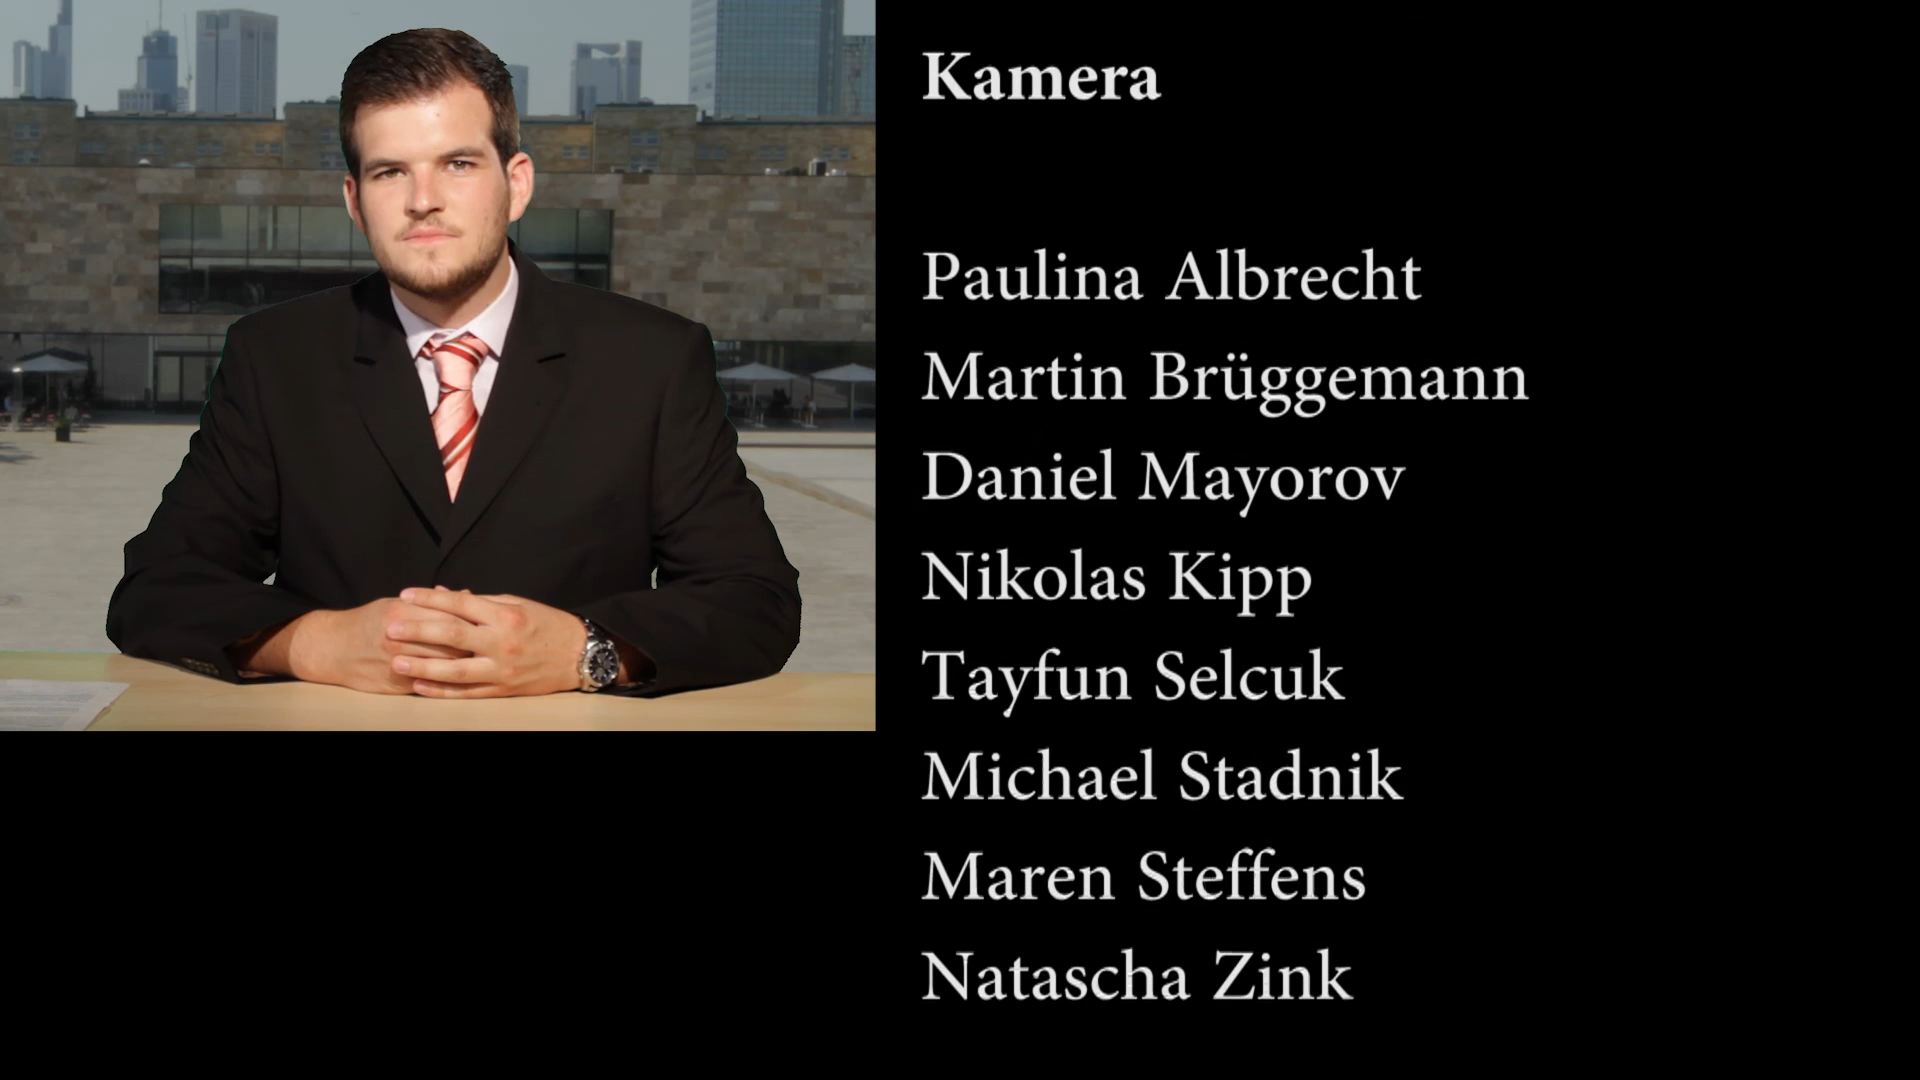 Kamera
Paulina Albrecht
Martin Brüggemann
Daniel Mayorov
Nikolas Kipp
Tayfun Selcuk
Michael Stadnik
Maren Steffens
Natascha Zink